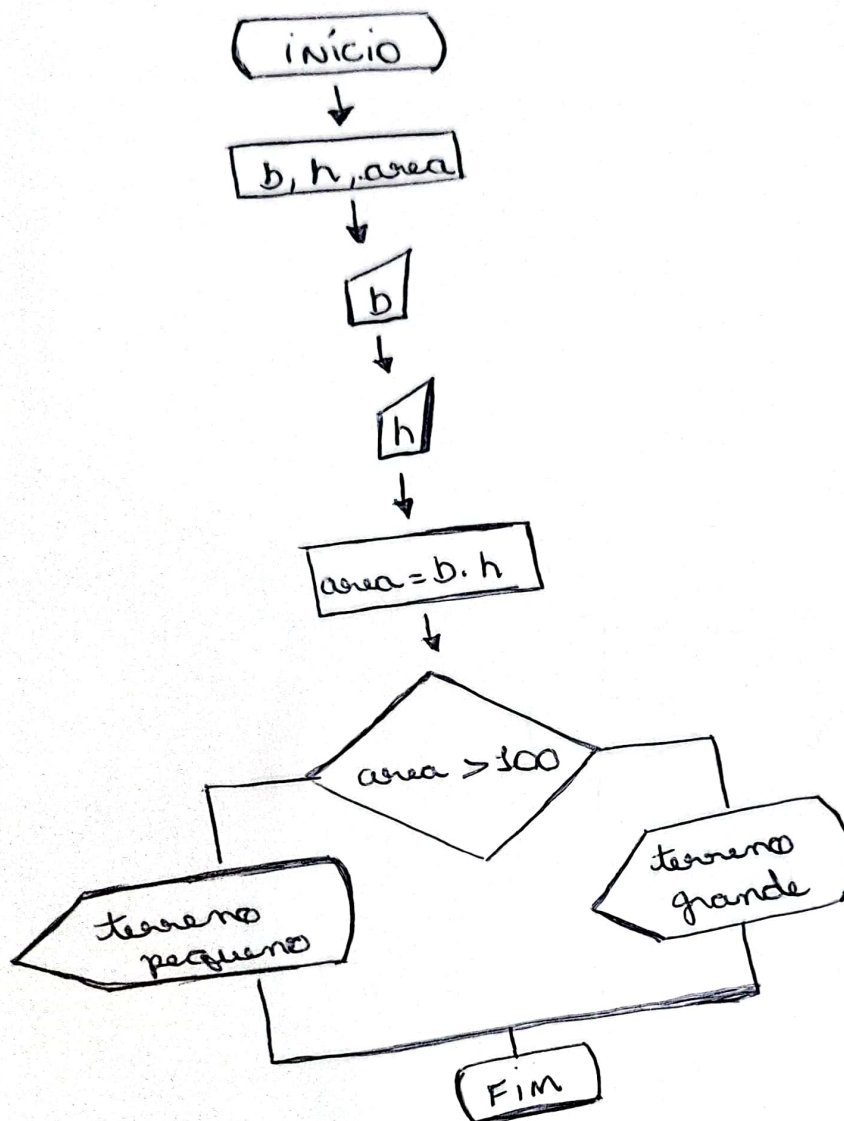 INÍCIO
b, h, area
b
h
area = b. h
area > 100
terreno
pequeno
terreno
grande
FIM